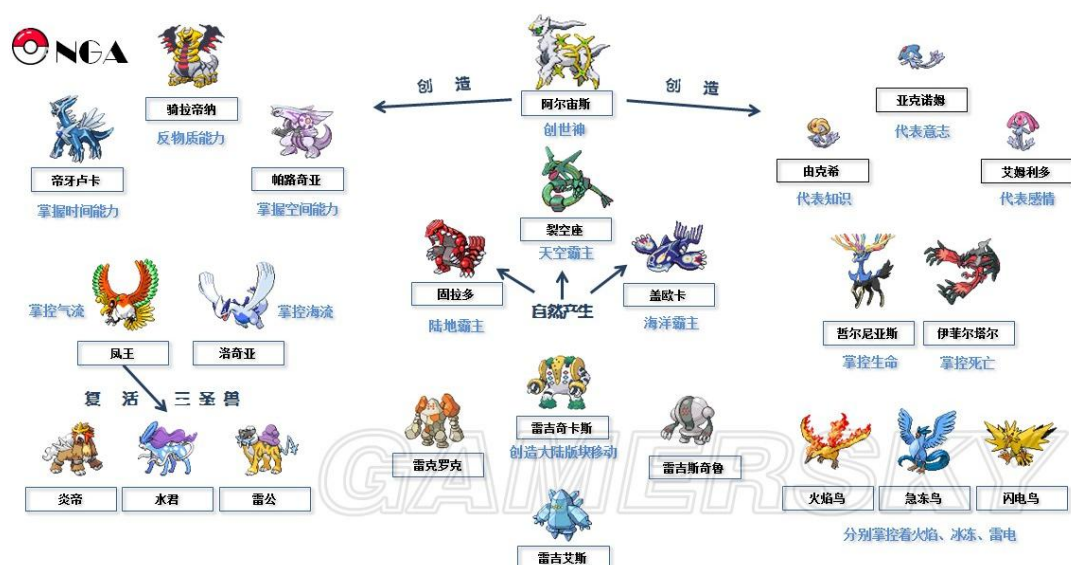 NGA
骑拉帝纳
反物质能力
帝牙卢卡
掌握时间能力
帕路奇亚
掌握空间能力
创造
阿尔宙斯
创世神
创造
亚克诺姆
代表意志
由克希
代表知识
艾姆利多
代表感情
裂空座
天空霸主
固拉多
陆地霸主
自然产生
盖欧卡
海洋霸主
掌控气流
凤王
掌控海流
洛奇亚
复活 三圣兽
炎帝
水君
雷公
哲尔尼亚斯
掌控生命
伊菲尔塔尔
掌控死亡
雷吉奇卡斯
创造大陆版块移动
雷克罗克
雷吉斯奇鲁
雷吉艾斯
火焰鸟
急冻鸟
闪电鸟
分别掌控着火焰、冰冻、雷电
GAMERSKY